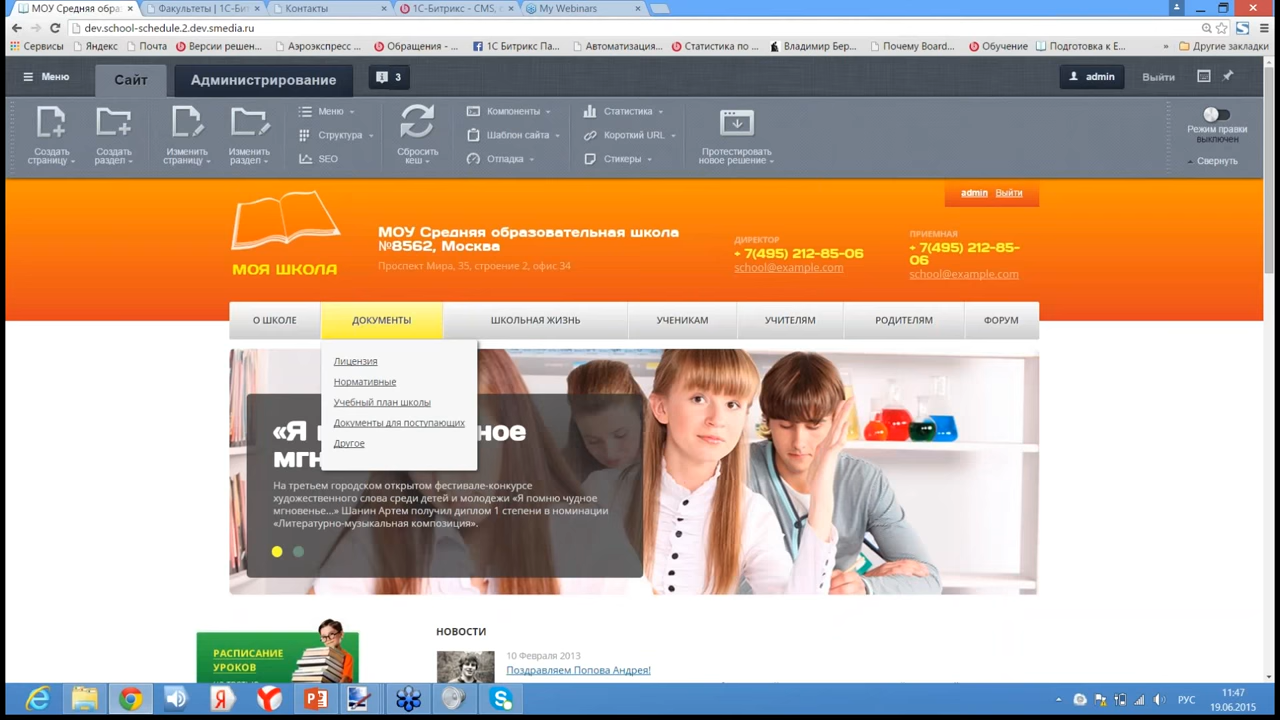 МОУ Средняя обра:
Факультеты | 1С-Бит
Контакты
1С-Битрикс - CMS, с
My Webinars
dev.school-schedule.2.dev.smedia.ru
Сервисы
Яндекс
Почта
Версии решен...
Аэроэкспресс ...
Обращения - ...
1С Битрикс Па...
Автоматизация...
Статистика по ...
Владимир Бер...
Почему Board...
Обучение
Подготовка к Е...
»
Другие закладки
Меню
Сайт
Администрирование
3
admin
Выйти
Создать страницу
Создать раздел
Изменить страницу
Изменить раздел
Меню
Структура
SEO
Сбросить кеш
Компоненты
Шаблон сайта
Отладка
Статистика
Короткий URL
Стикеры
Протестировать новое решение
Режим правки
выключен
Свернуть
admin Выйти
МОЯ ШКОЛА
МОУ Средняя образовательная школа
№8562, Москва
Проспект Мира, 35, строение 2, офис 34
ДИРЕКТОР
+ 7(495) 212-85-06
school@example.com
ПРИЕМНАЯ
+ 7(495) 212-85-
06
school@example.com
О ШКОЛЕ
ДОКУМЕНТЫ
ШКОЛЬНАЯ ЖИЗНЬ
УЧЕНИКАМ
УЧИТЕЛЯМ
РОДИТЕЛЯМ
ФОРУМ
Лицензия
Нормативные
Учебный план школы
Документы для поступающих
Другое
«Я ное
мгн
На третьем городском открытом фестивале-конкурсе
художественного слова среди детей и молодежи «Я помню чудное
мгновенье...» Шанин Артем получил диплом 1 степени в номинации
«Литературно-музыкальная композиция».
РАСПИСАНИЕ
УРОКОВ
НОВОСТИ
10 Февраля 2013
Поздравляем Попова Андрея!
РУС
11:47
19.06.2015